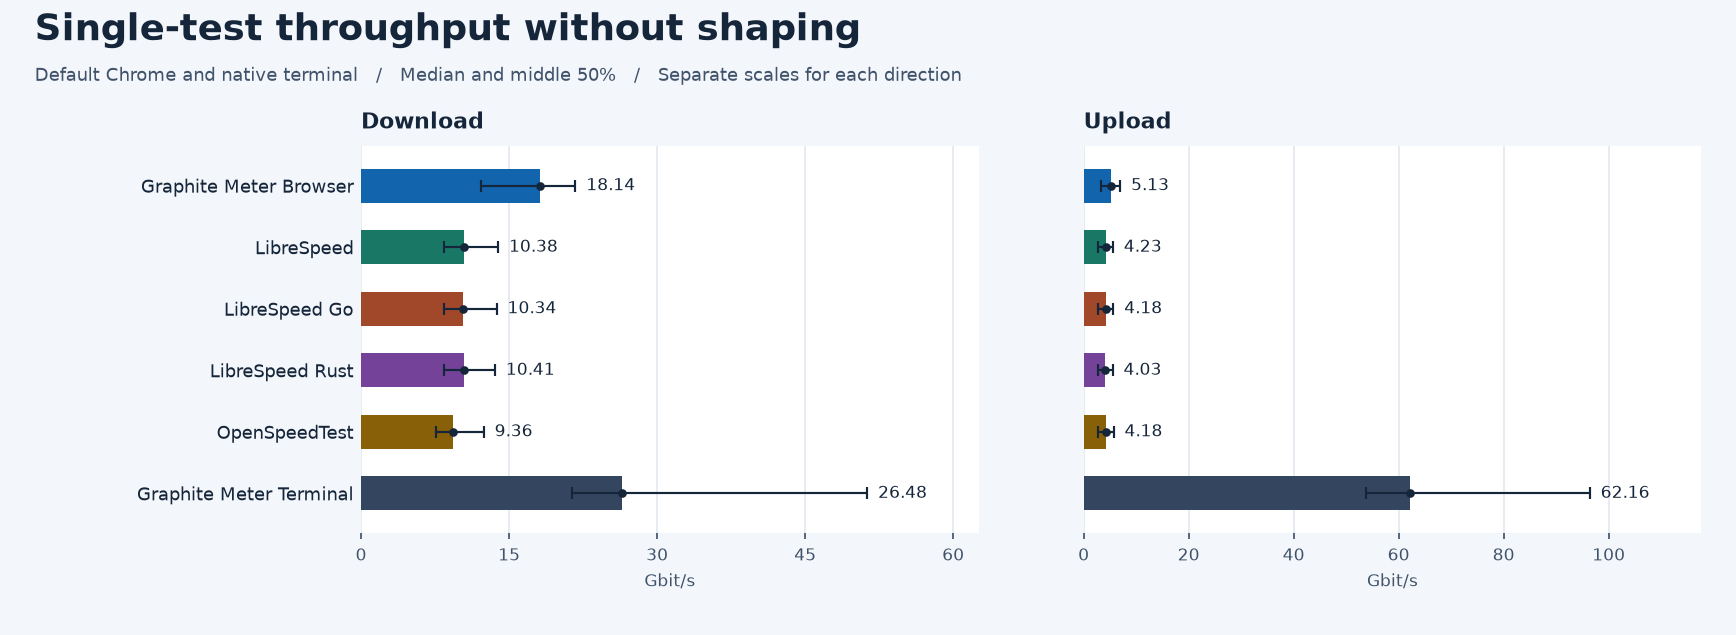 Single-test throughput without shaping
Default Chrome and native terminal / Median and middle 50% / Separate scales for each direction
Download
Graphite Meter Browser 18.14
LibreSpeed 10.38
LibreSpeed Go 10.34
LibreSpeed Rust 10.41
OpenSpeedTest 9.36
Graphite Meter Terminal 26.48
0 15 30 45 60
Gbit/s
Upload
5.13
4.23
4.18
4.03
4.18
62.16
0 20 40 60 80 100
Gbit/s